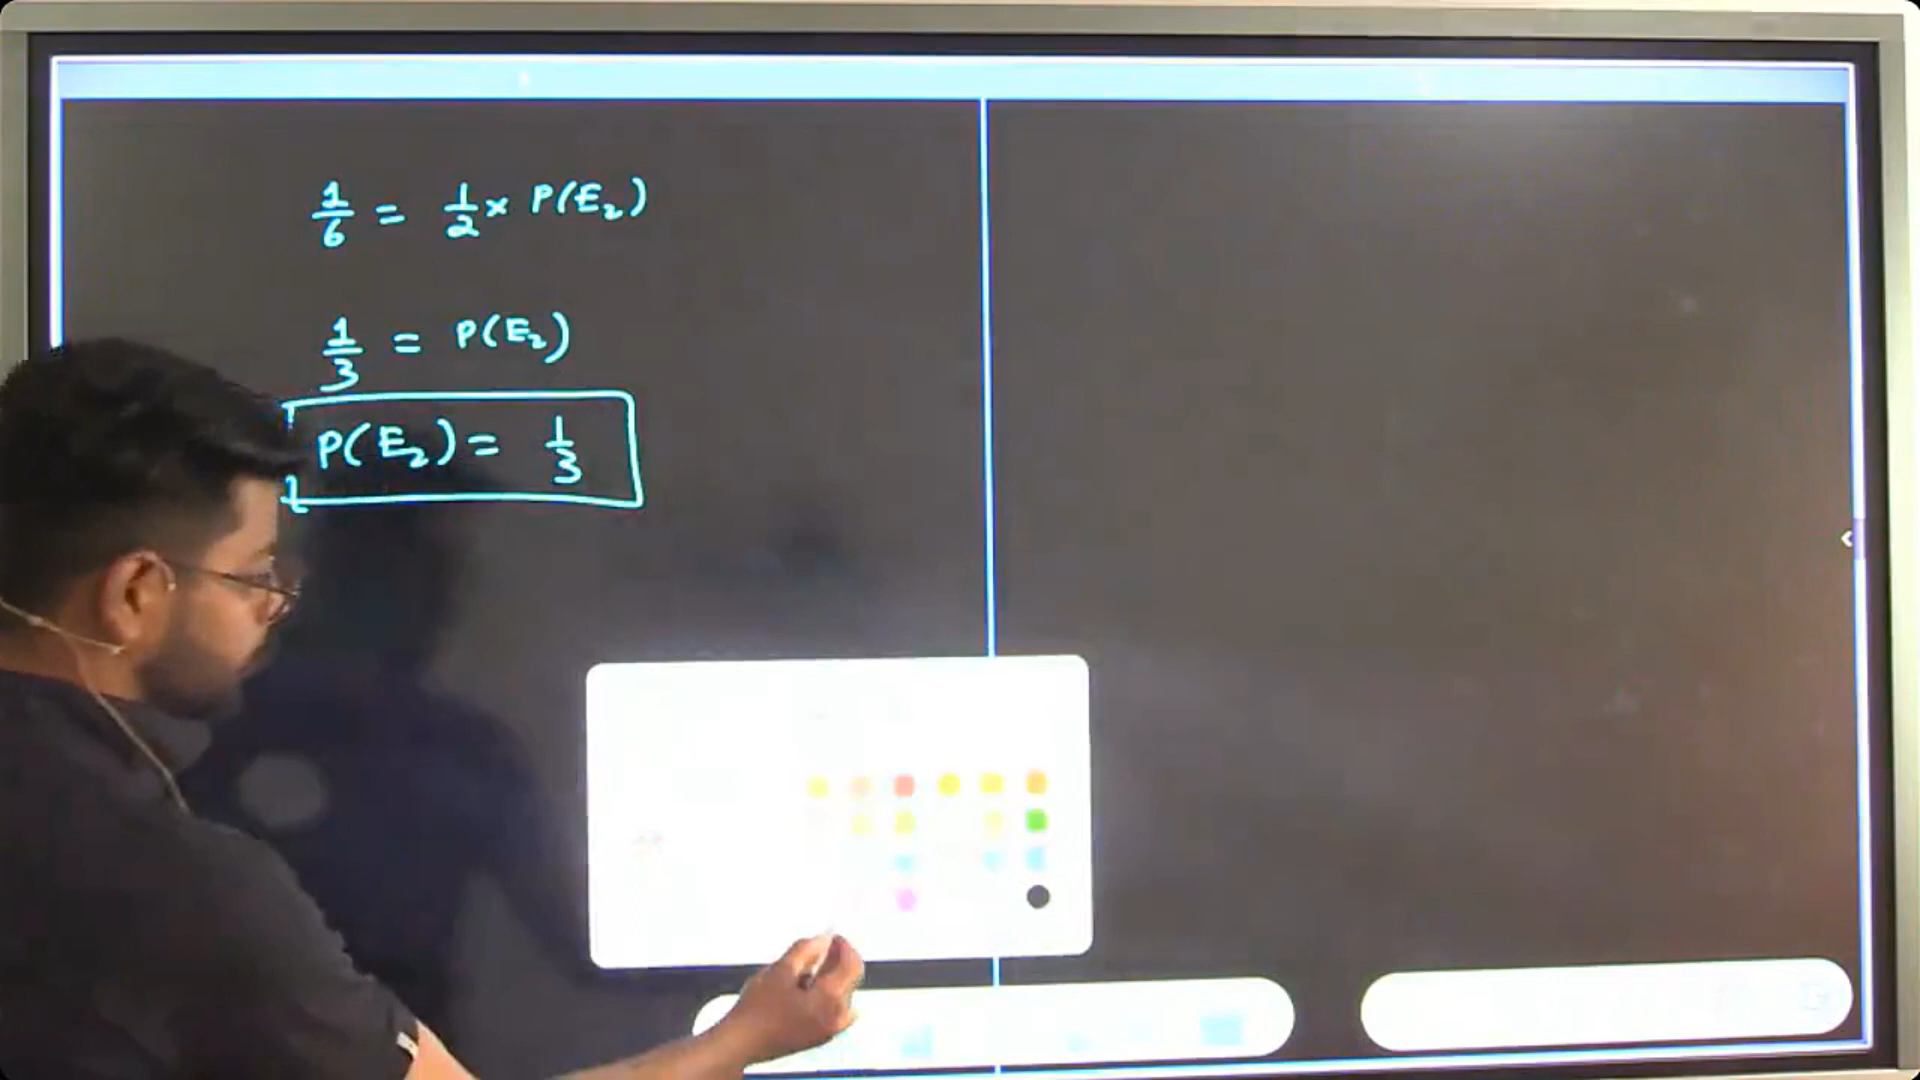 1/6 = 1/2 × P(E₂)
1/3 = P(E₂)
P(E₂) = 1/3